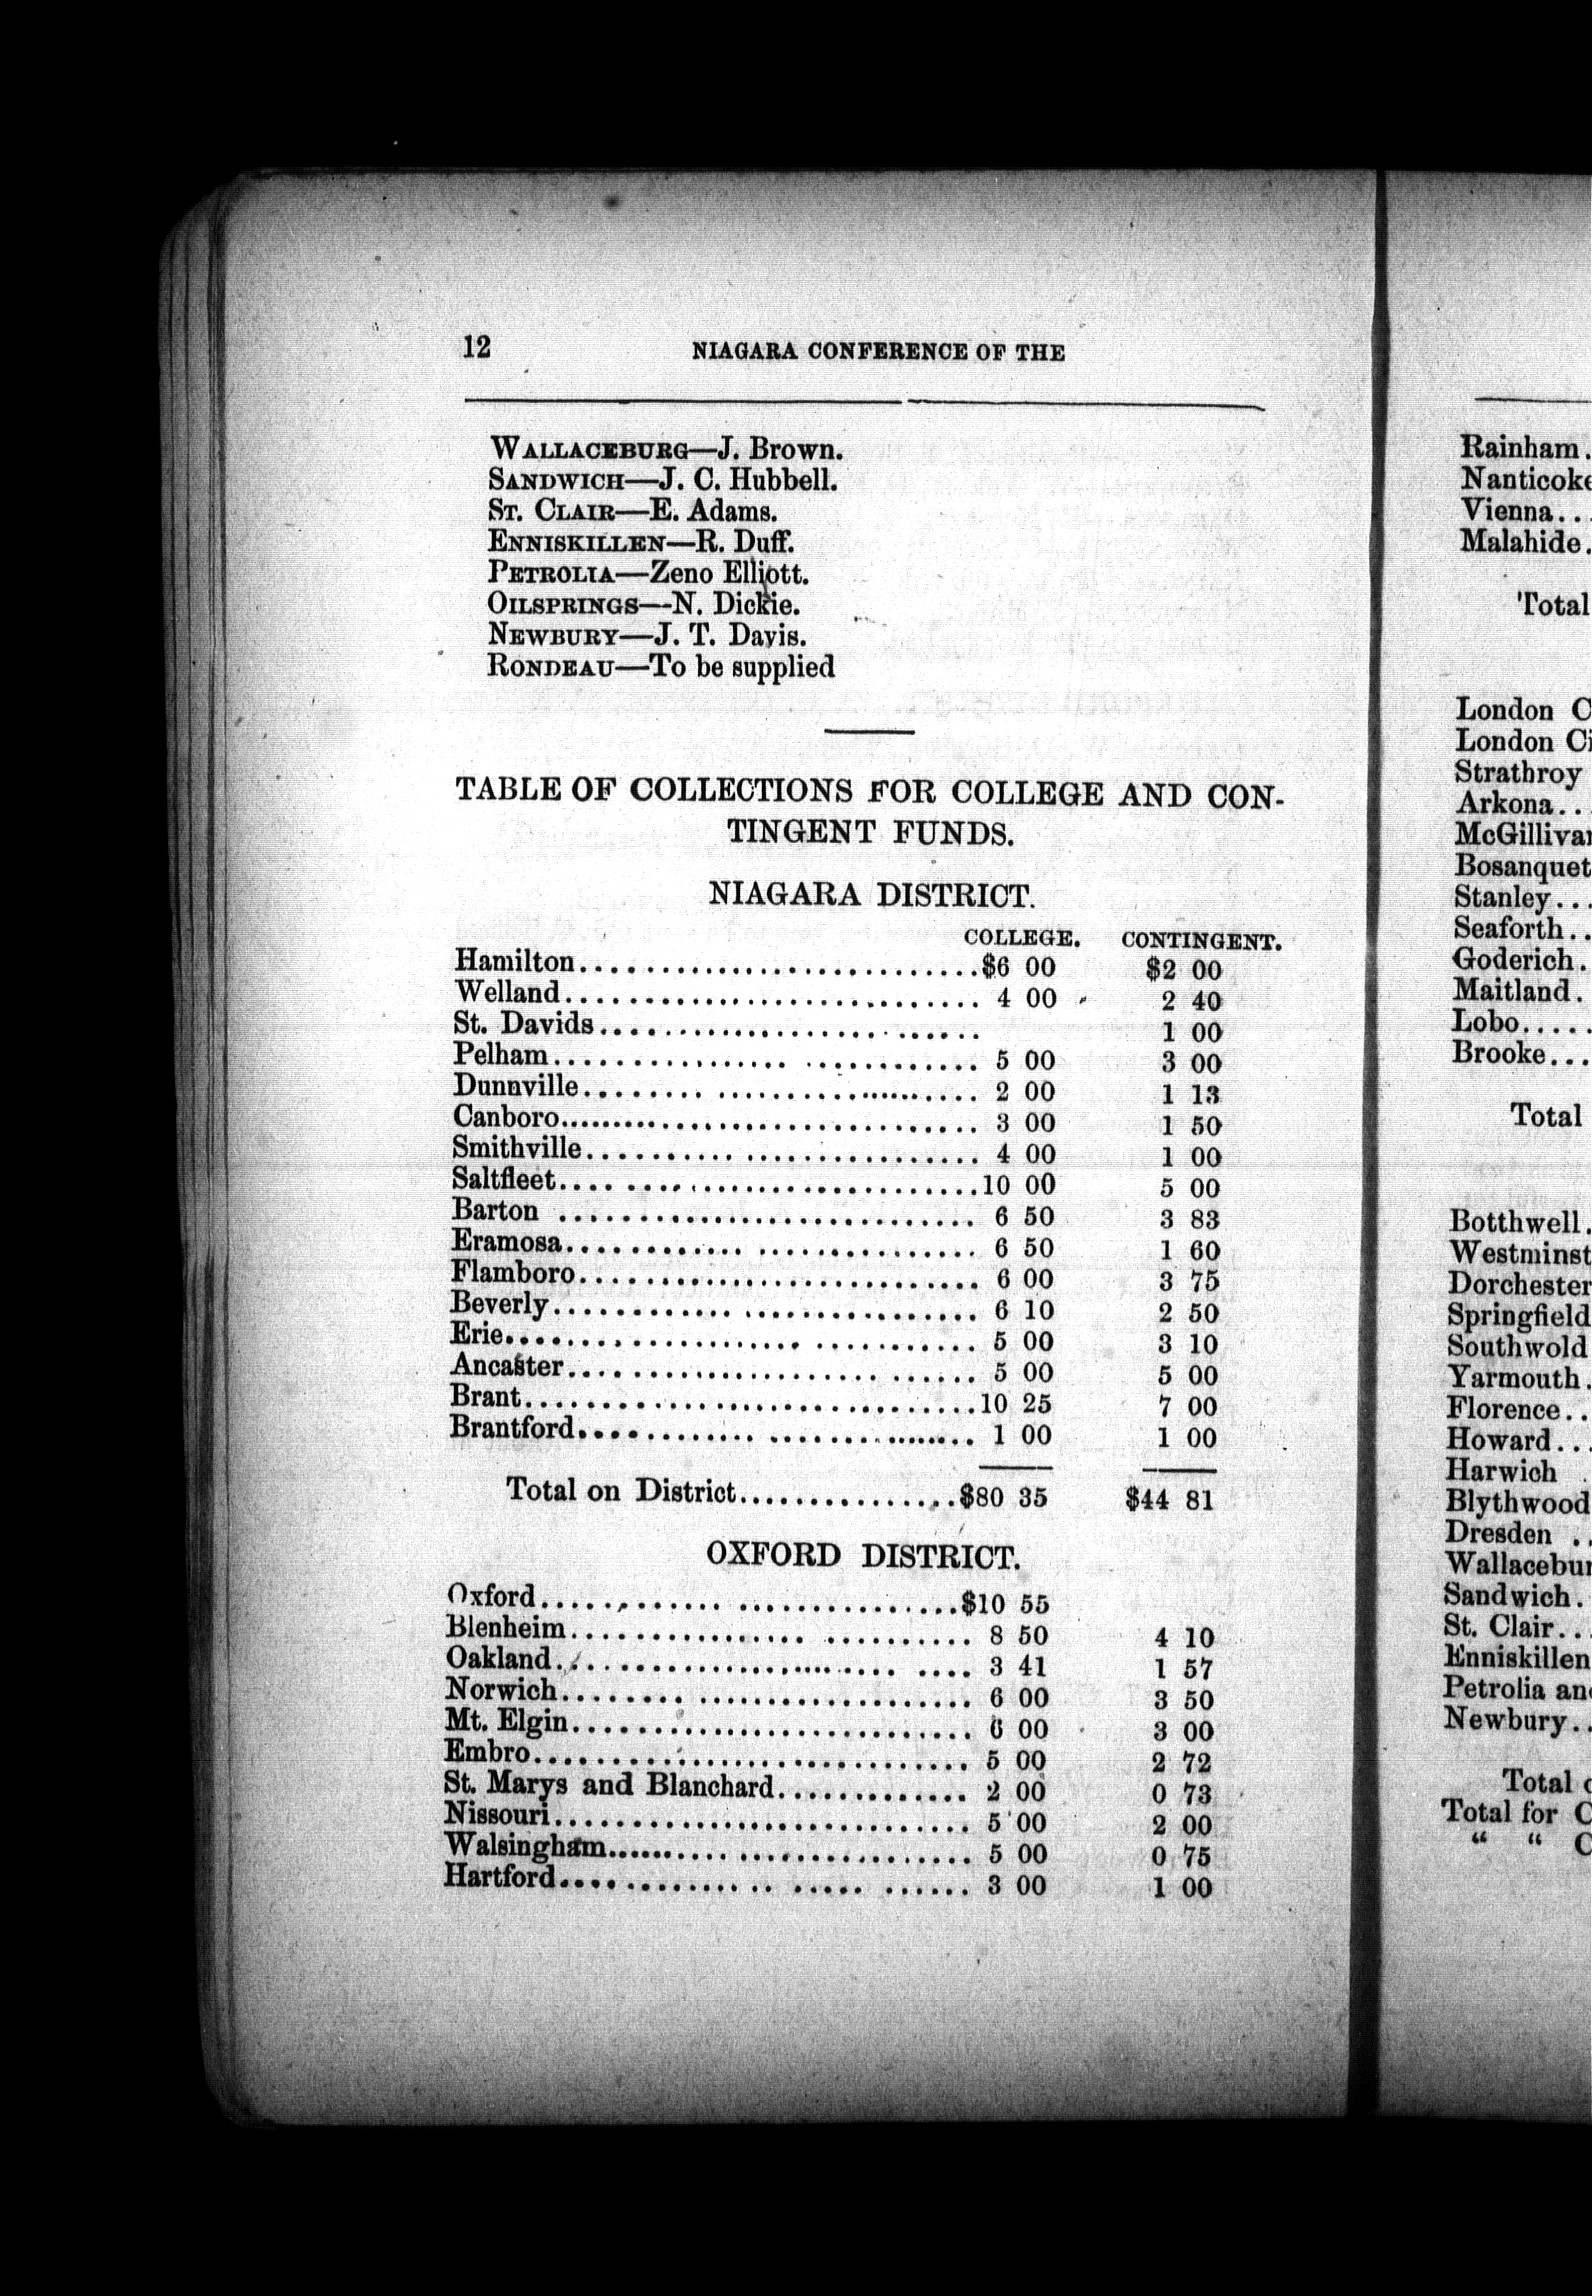 12 NIAGARA CONFERENCE OF THE
WALLACEBURG—J. Brown.
SANDWICH—J. C. Hubbell.
ST. CLAIR—E. Adams.
ENNISKILLEN—R. Duff.
PETROLIA—Zeno Elliott.
OILSPRINGS—N. Dickie.
NEWBURY—J. T. Davis.
RONDEAU—To be supplied
TABLE OF COLLECTIONS FOR COLLEGE AND CON-
TINGENT FUNDS.
NIAGARA DISTRICT.
COLLEGE. CONTINGENT.
Hamilton............................$6 00 $2 00
Welland............................ 4 00 2 40
St. Davids............................ 1 00
Pelham............................ 5 00 3 00
Dunnville............................ 2 00 1 13
Canboro............................ 3 00 1 50
Smithville............................ 4 00 1 00
Saltfleet............................10 00 5 00
Barton ............................ 6 50 3 83
Eramosa............................ 6 50 1 60
Flamboro............................ 6 00 3 75
Beverly............................ 6 10 2 50
Erie............................ 5 00 3 10
Ancaster............................ 5 00 5 00
Brant............................10 25 7 00
Brantford............................ 1 00 1 00
Total on District................$80 35 $44 81
OXFORD DISTRICT.
Oxford............................$10 55
Blenheim............................ 8 50 4 10
Oakland............................ 3 41 1 57
Norwich............................ 6 00 3 50
Mt. Elgin............................ 6 00 3 00
Embro............................ 5 00 2 72
St. Marys and Blanchard............. 2 00 0 73
Nissouri............................ 5 00 2 00
Walsingham............................ 5 00 0 75
Hartford............................ 3 00 1 00
Rainham.
Nanticoke
Vienna...
Malahide.
Total
London C
London Ci
Strathroy
Arkona...
McGillivar
Bosanquet
Stanley...
Seaforth..
Goderich.
Maitland.
Lobo.....
Brooke...
Total
Botthwell.
Westminst
Dorchester
Springfield
Southwold
Yarmouth.
Florence..
Howard...
Harwich .
Blythwood
Dresden ..
Wallacebur
Sandwich.
St. Clair...
Enniskillen
Petrolia an
Newbury..
Total o
Total for C
" " C